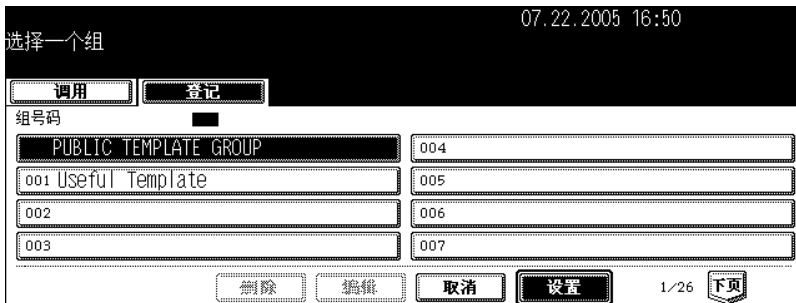 07.22.2005 16:50
选择一个组
调用 登记
组号码
PUBLIC TEMPLATE GROUP 004
001 Useful Template 005
002 006
003 007
删除 编辑 取消 设置 1/26 下页